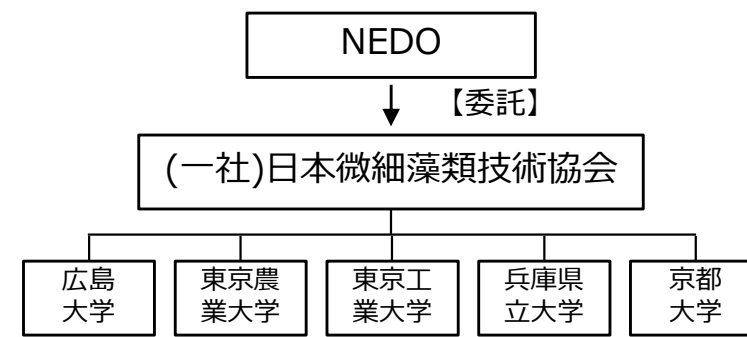 NEDO
【委託】
(一社)日本微細藻類技術協会
広島
大学
東京農
業大学
東京工
業大学
兵庫県
立大学
京都
大学